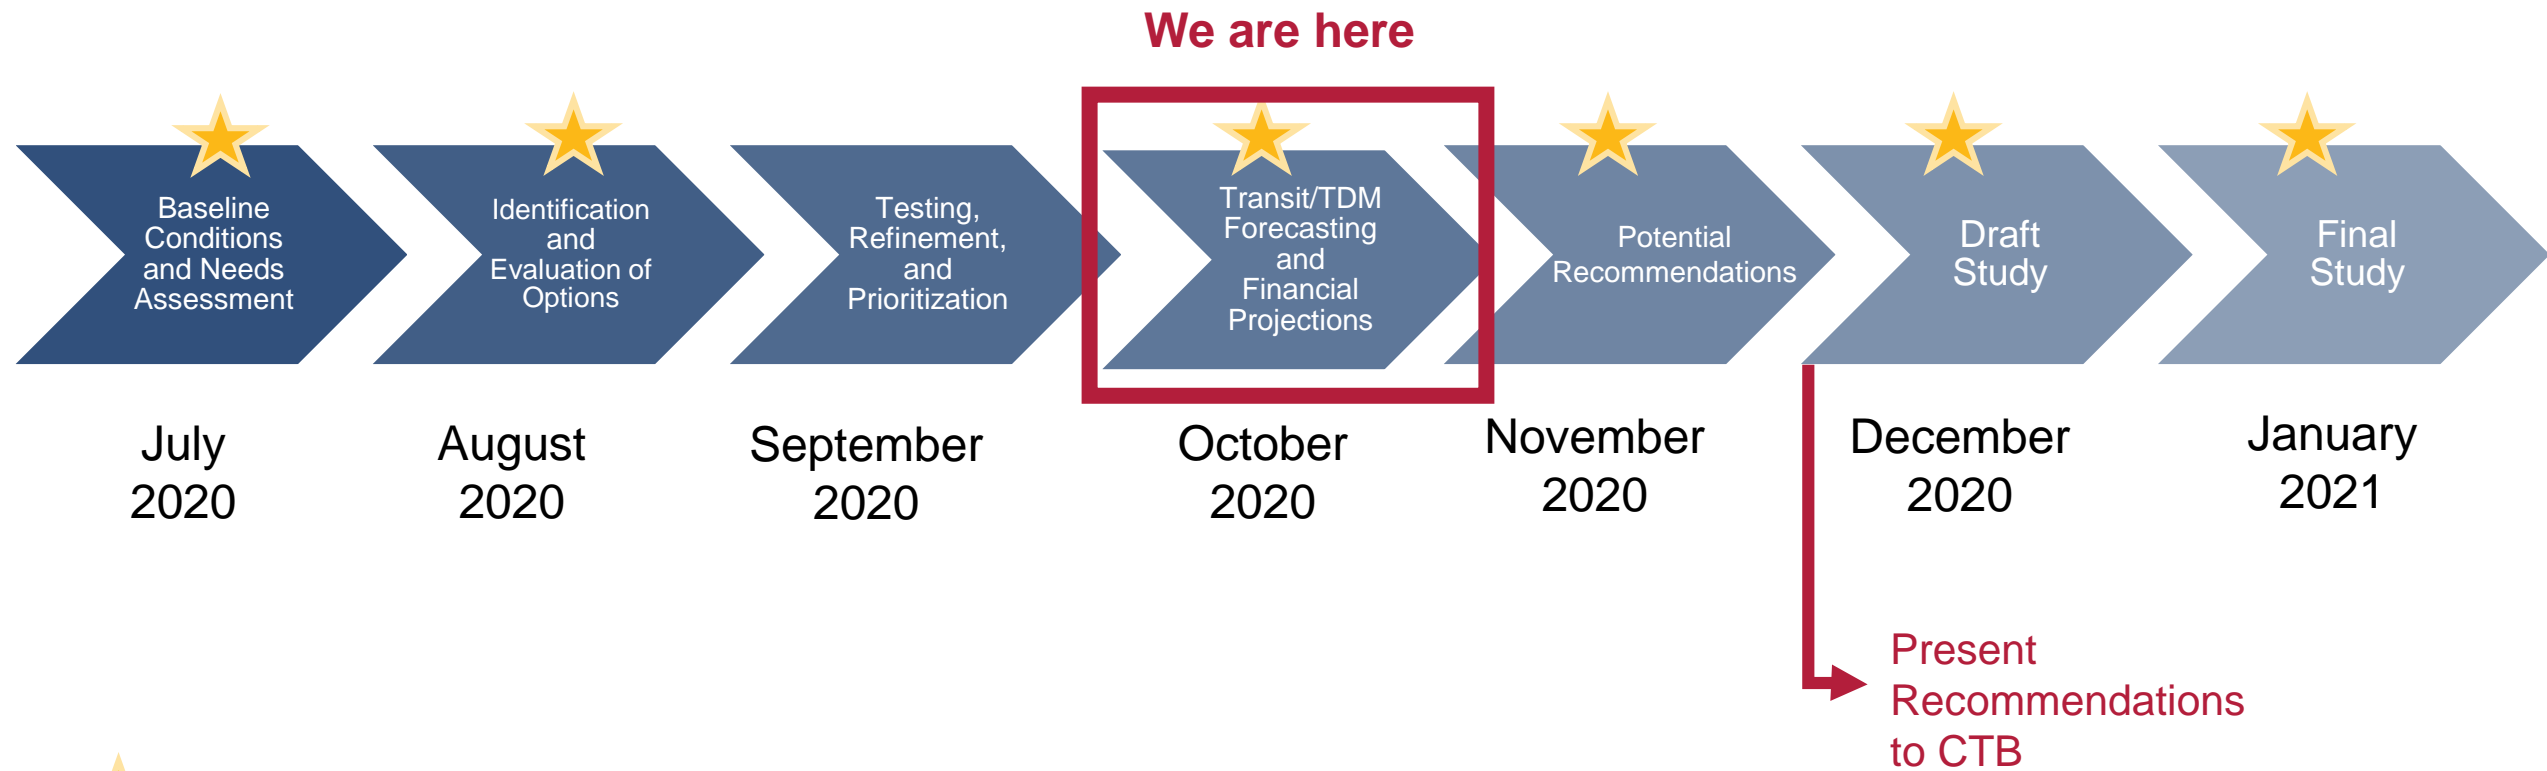 We are here
Baseline
Conditions
and Needs
Assessment
Identification
and
Evaluation of
Options
Testing,
Refinement,
and
Prioritization
Transit/TDM
Forecasting
and
Financial
Projections
Potential
Recommendations
Draft
Study
Final
Study
July
2020
August
2020
September
2020
October
2020
November
2020
December
2020
January
2021
Present
Recommendations
to CTB